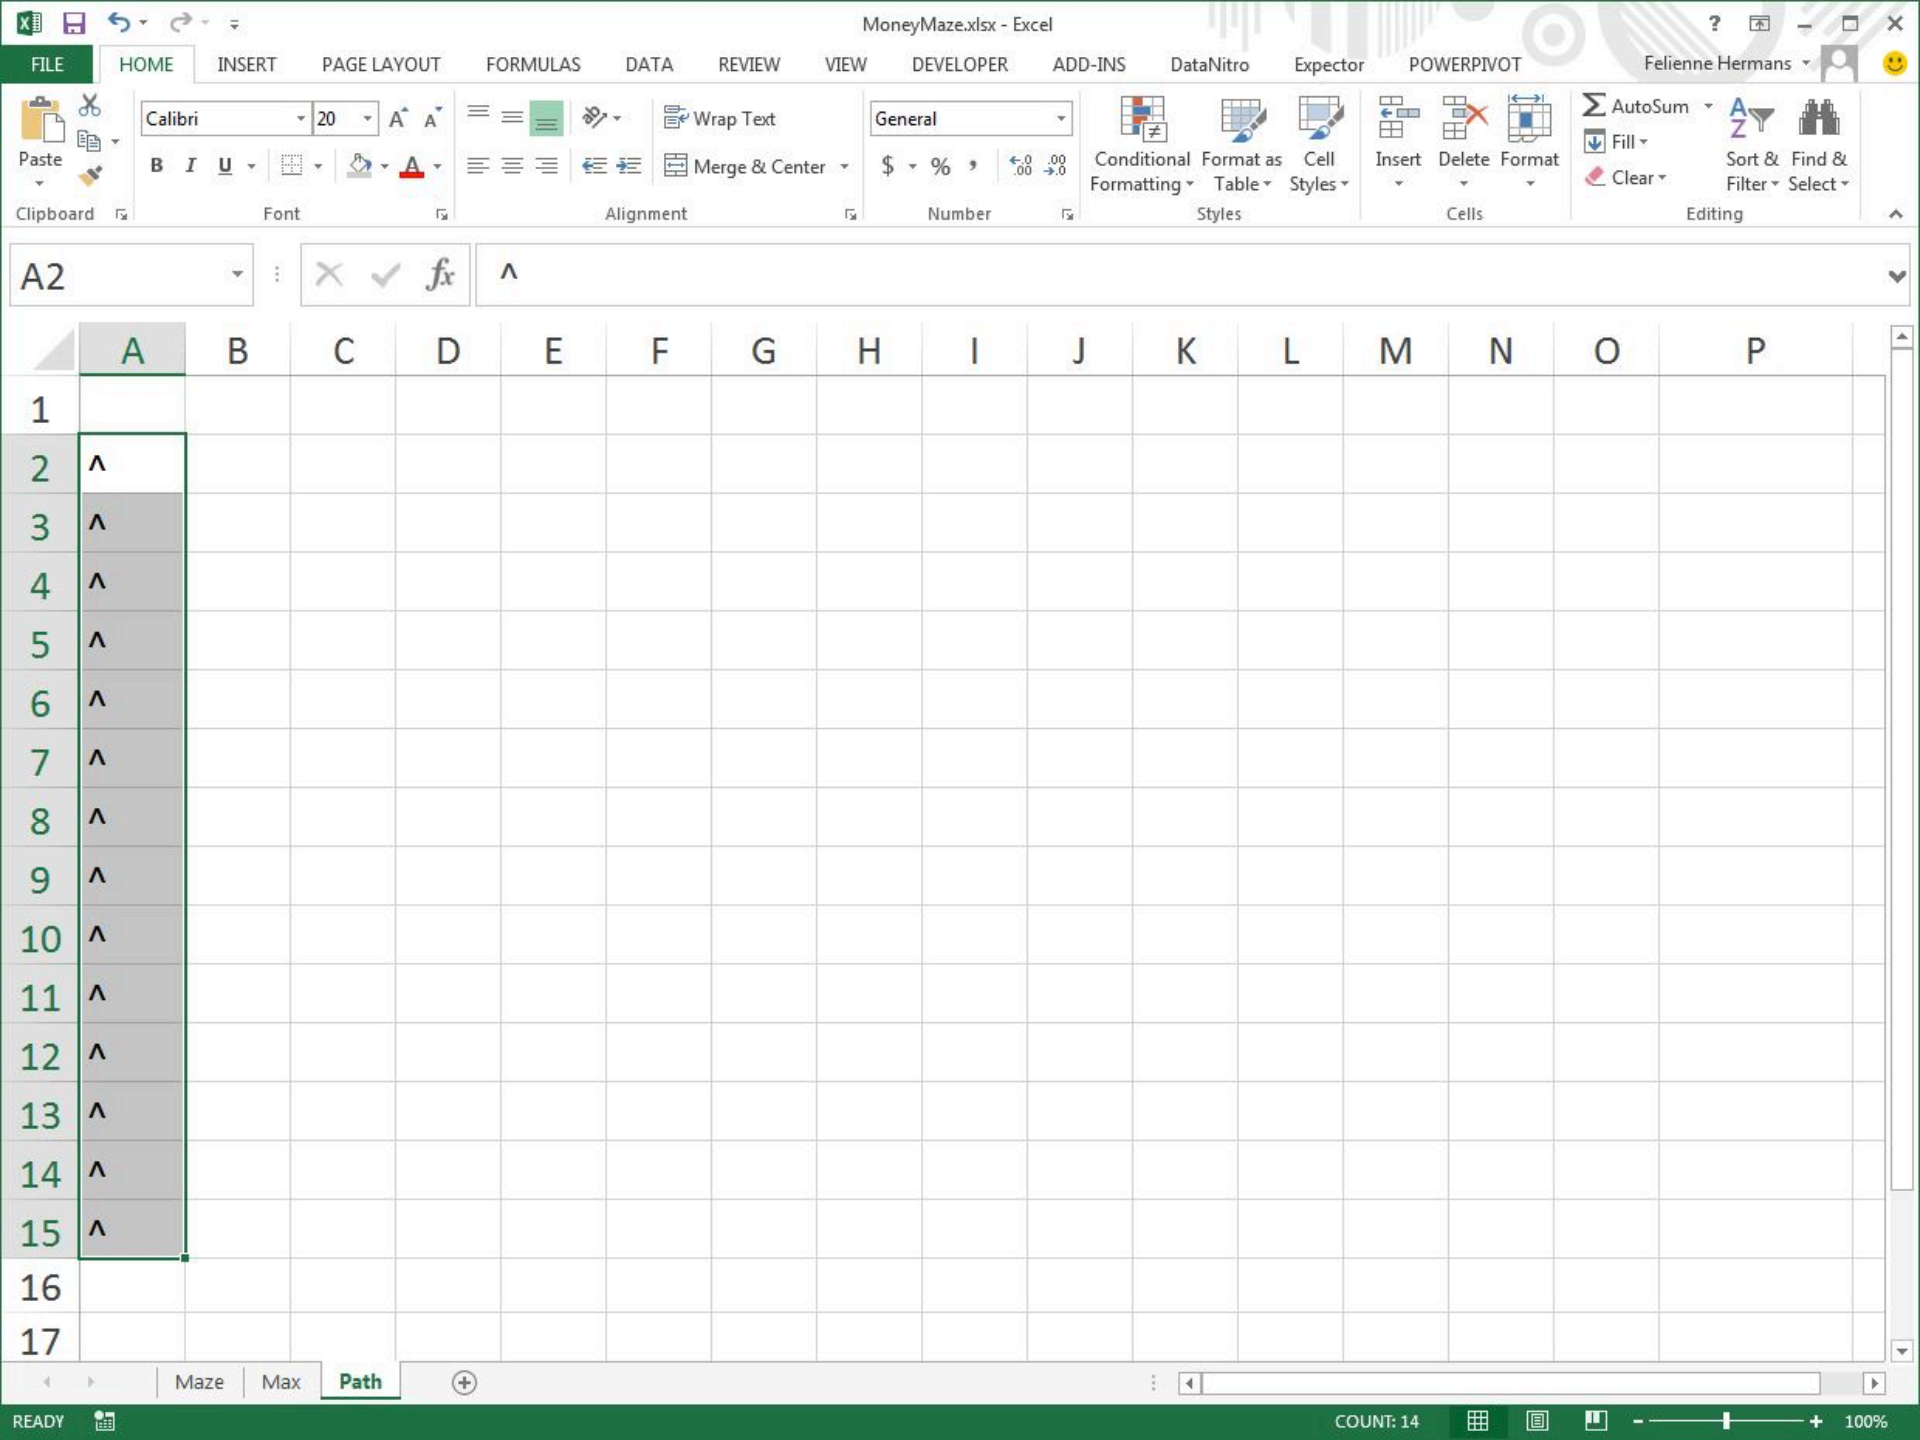 MoneyMaze.xlsx - Excel
?
FILE HOME INSERT PAGE LAYOUT FORMULAS DATA REVIEW VIEW DEVELOPER ADD-INS DataNitro Expector POWERPIVOT Felienne Hermans
Calibri 20 Wrap Text General AutoSum
Fill
Paste B I U A Merge & Center $ % , Conditional Formatting Format as Table Cell Styles Insert Delete Format Clear Sort & Filter Find & Select
Clipboard Font Alignment Number Styles Cells Editing
A2 fx ^
A B C D E F G H I J K L M N O P
1
2 ^
3 ^
4 ^
5 ^
6 ^
7 ^
8 ^
9 ^
10 ^
11 ^
12 ^
13 ^
14 ^
15 ^
16
17
Maze Max Path
READY COUNT: 14 100%